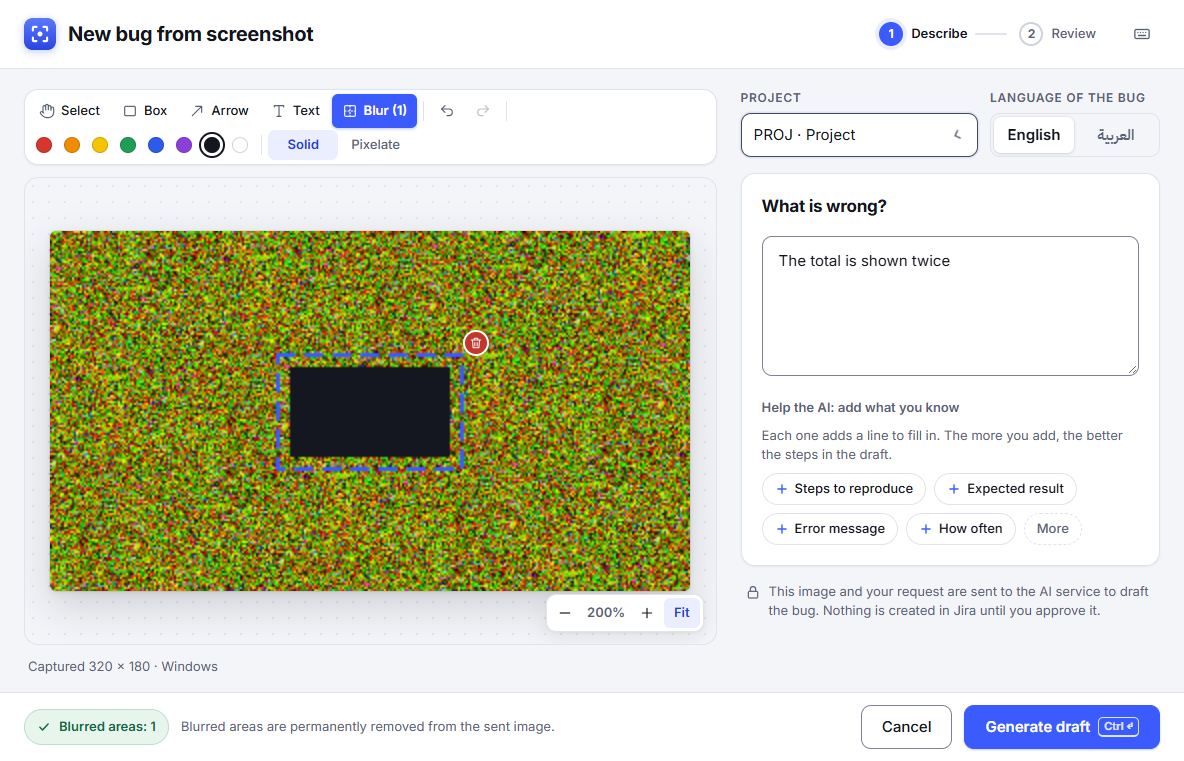 New bug from screenshot
1 Describe
2 Review
Select
Box
Arrow
Text
Blur (1)
Solid
Pixelate
PROJECT
PROJ · Project
LANGUAGE OF THE BUG
English
العربية
What is wrong?
The total is shown twice
Help the AI: add what you know
Each one adds a line to fill in. The more you add, the better
the steps in the draft.
+ Steps to reproduce
+ Expected result
+ Error message
+ How often
More
This image and your request are sent to the AI service to draft
the bug. Nothing is created in Jira until you approve it.
200%
Fit
Captured 320 × 180 · Windows
Blurred areas: 1
Blurred areas are permanently removed from the sent image.
Cancel
Generate draft Ctrl ⏎